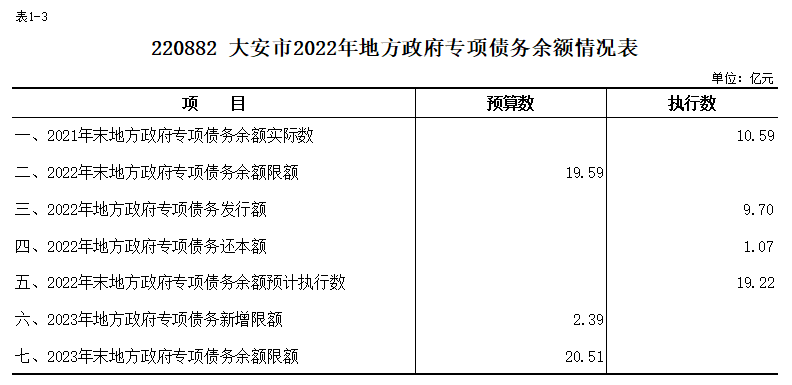 表1-3
220882 大安市2022年地方政府专项债务余额情况表
单位：亿元
项 目 预算数 执行数
一、2021年末地方政府专项债务余额实际数 10.59
二、2022年末地方政府专项债务余额限额 19.59
三、2022年地方政府专项债务发行额 9.70
四、2022年地方政府专项债务还本额 1.07
五、2022年末地方政府专项债务余额预计执行数 19.22
六、2023年地方政府专项债务新增限额 2.39
七、2023年末地方政府专项债务余额限额 20.51